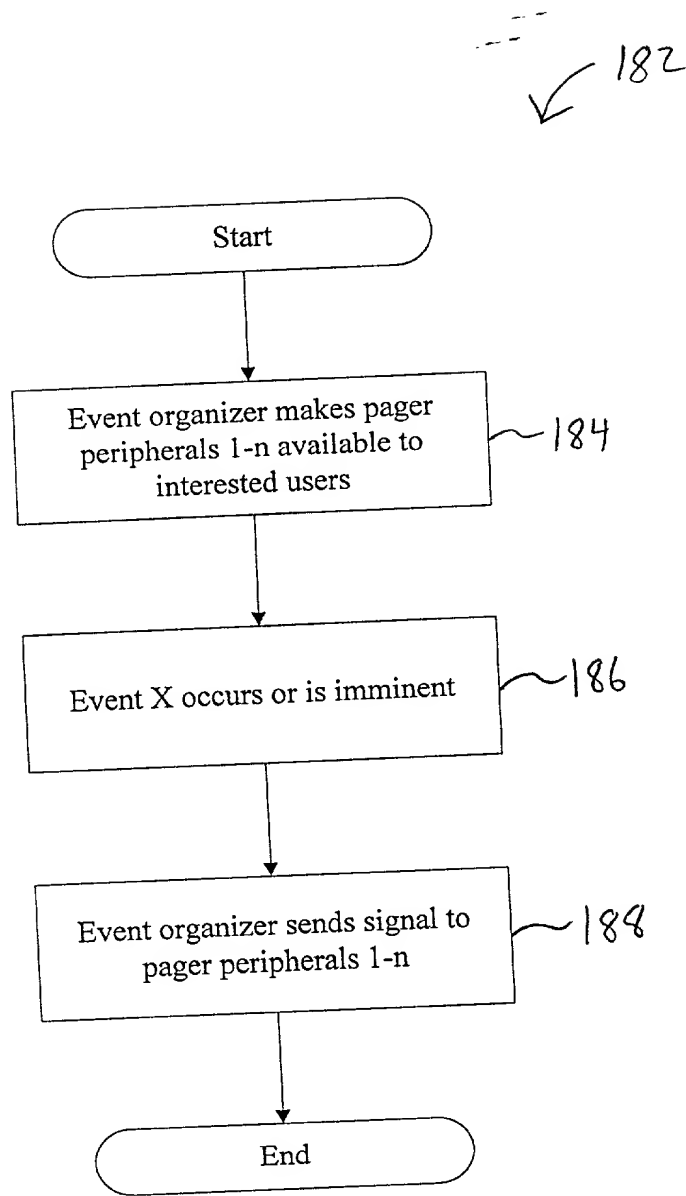 182
Start
Event organizer makes pager
peripherals 1-n available to
interested users
184
Event X occurs or is imminent
186
Event organizer sends signal to
pager peripherals 1-n
188
End